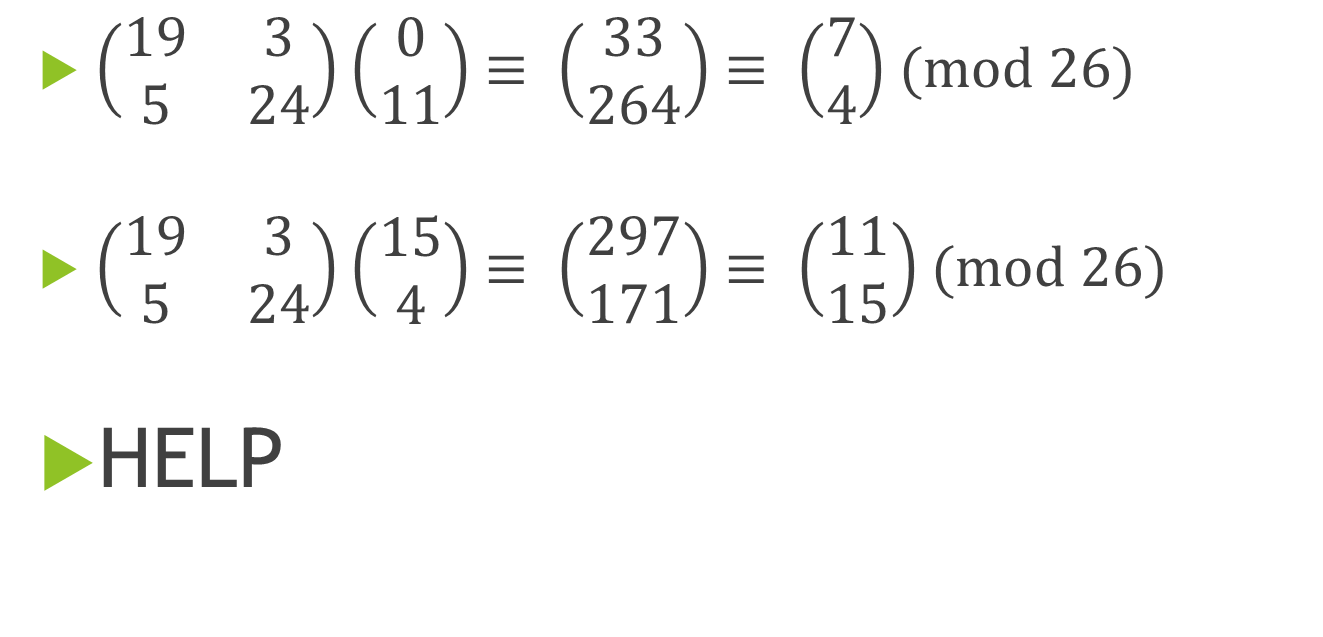 (19 3 5 24)(0 11) ≡ (33 264) ≡ (7 4) (mod 26)
(19 3 5 24)(15 4) ≡ (297 171) ≡ (11 15) (mod 26)
HELP